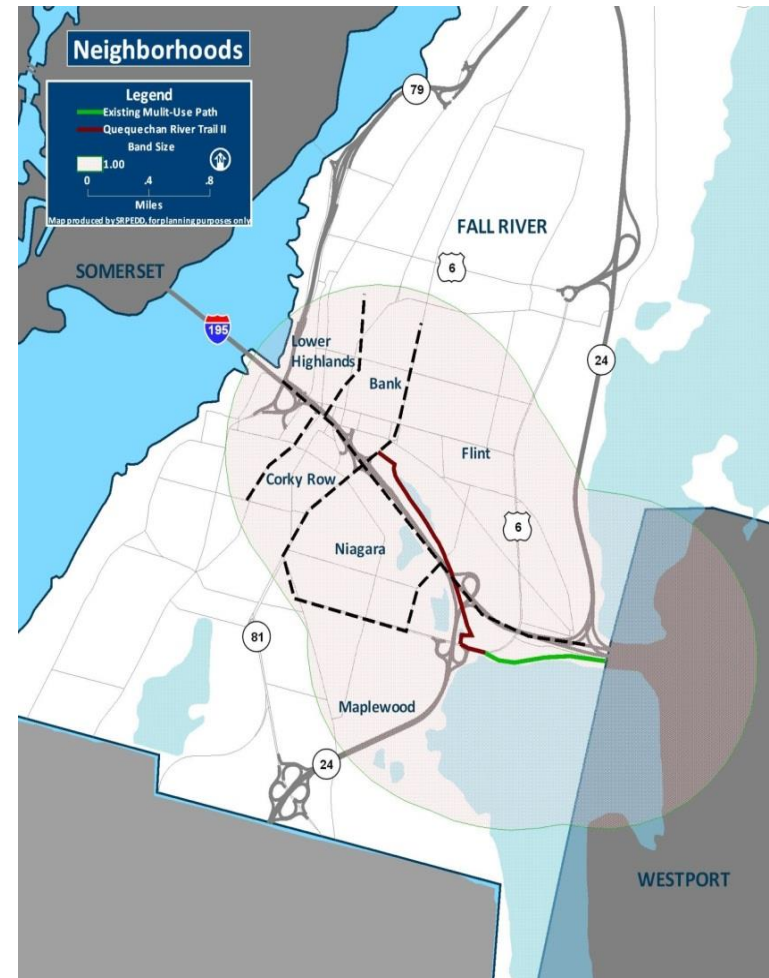 Neighborhoods
Legend
Existing Mulit-Use Path
Quequechan River Trail II
Band Size
1.00
0 .4 .8
Miles
Map produced by SRPEDD, for planning purposes only
79
FALL RIVER
6
SOMERSET
195
Lower
Highlands
24
Bank
Flint
Corky Row
6
Niagara
81
Maplewood
24
WESTPORT